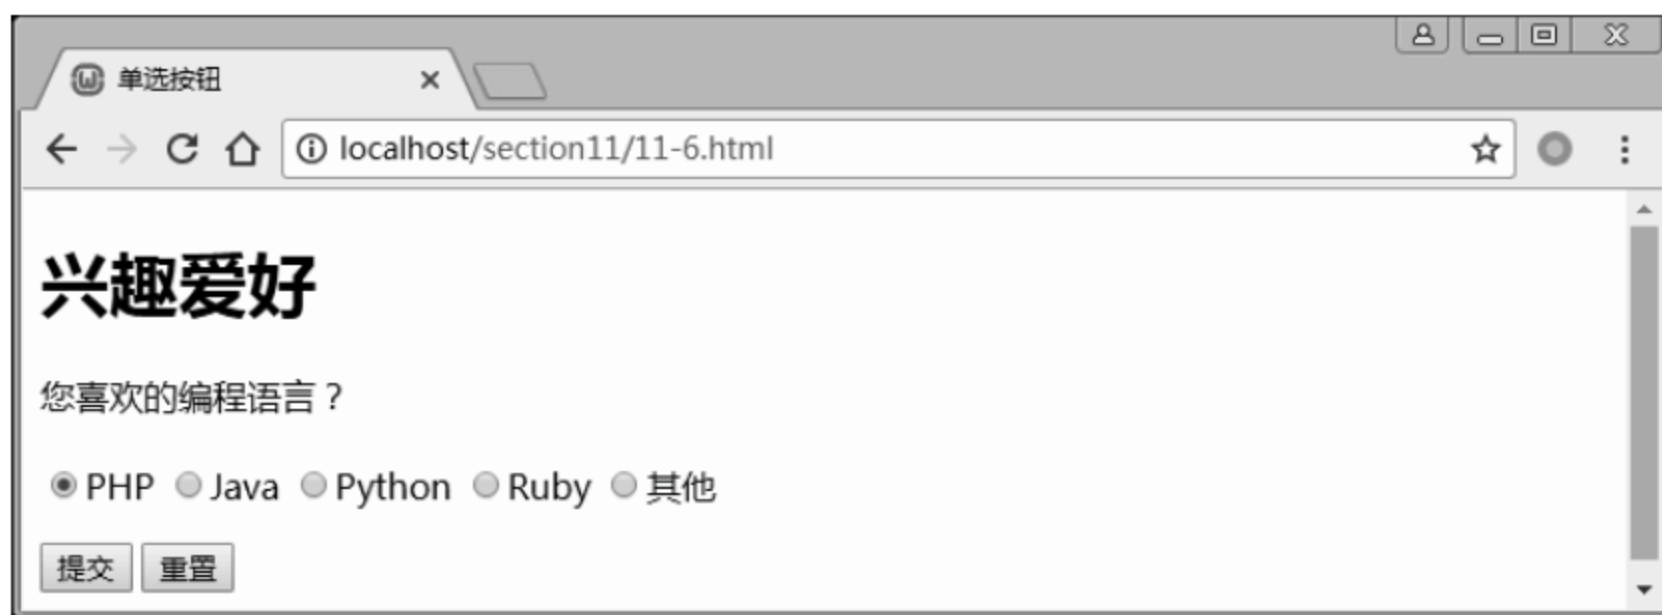 单选按钮
localhost/section11/11-6.html
兴趣爱好
您喜欢的编程语言？
PHP Java Python Ruby 其他
提交 重置